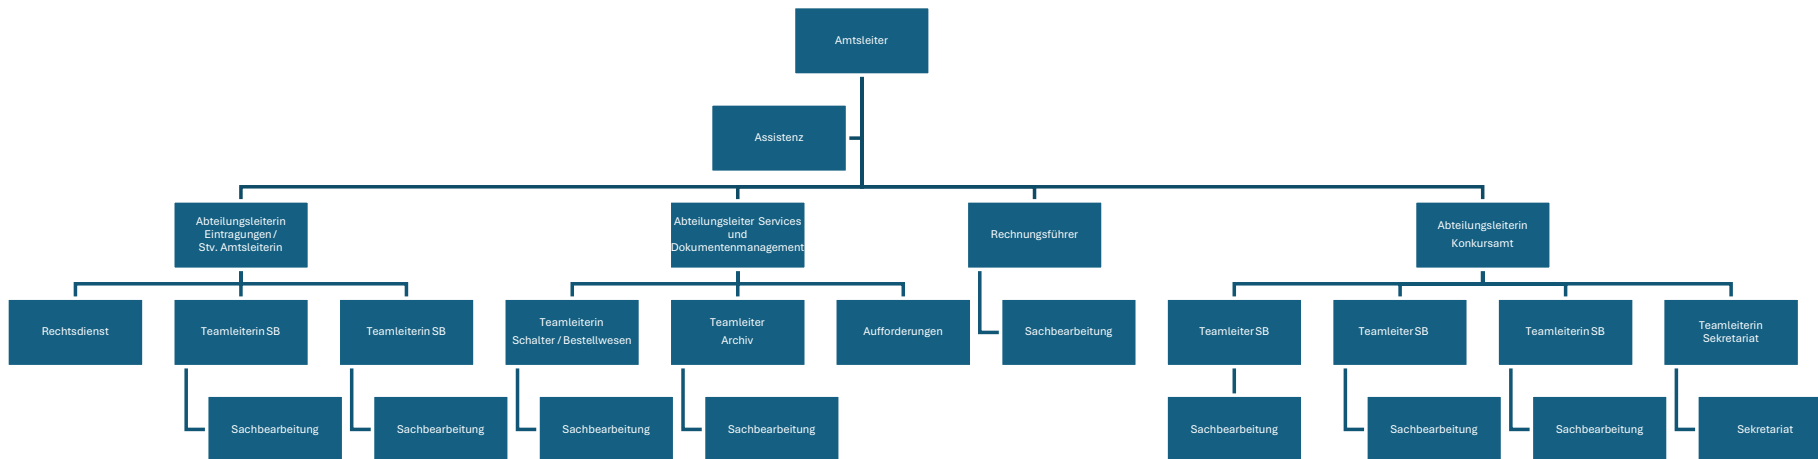 Amtsleiter
Assistenz
Abteilungsleiterin
Eintragungen /
Stv. Amtsleiterin
Abteilungsleiter Services
und
Dokumentenmanagement
Rechnungsführer
Abteilungsleiterin
Konkursamt
Rechtsdienst
Teamleiterin SB
Teamleiterin SB
Teamleiterin
Schalter / Bestellwesen
Teamleiter
Archiv
Aufforderungen
Sachbearbeitung
Teamleiter SB
Teamleiter SB
Teamleiterin SB
Teamleiterin
Sekretariat
Sachbearbeitung
Sachbearbeitung
Sachbearbeitung
Sachbearbeitung
Sachbearbeitung
Sachbearbeitung
Sachbearbeitung
Sekretariat